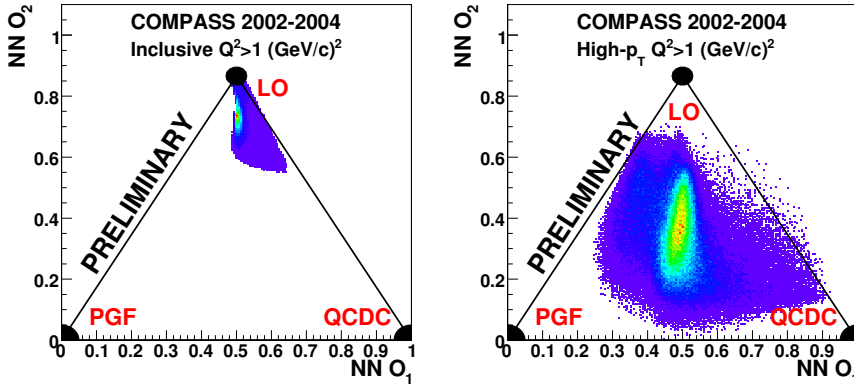 NN O2
COMPASS 2002-2004
Inclusive Q2>1 (GeV/c)2
LO
PRELIMINARY
PGF
QCDC
0.8
0.6
0.4
0.2
0
0 0.1 0.2 0.3 0.4 0.5 0.6 0.7 0.8 0.9 1
NN O1
NN O2
COMPASS 2002-2004
High-pT Q2>1 (GeV/c)2
LO
PRELIMINARY
PGF
QCDC
1
0.8
0.6
0.4
0.2
0
0.1 0.2 0.3 0.4 0.5 0.6 0.7 0.8 0.9
NN O